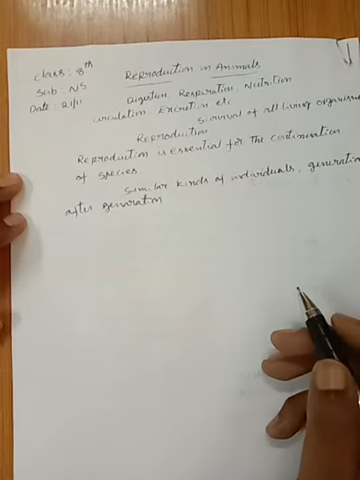 Class: 8th
Reproduction in Animals
Sub: NS
Date: 21/11
Digestion, Respiration, Nutrition
Circulation Excretion etc
Survival of all living organisms
Reproduction
Reproduction is essential for the continuation
of species.
Similar kinds of individuals, generation
after generation